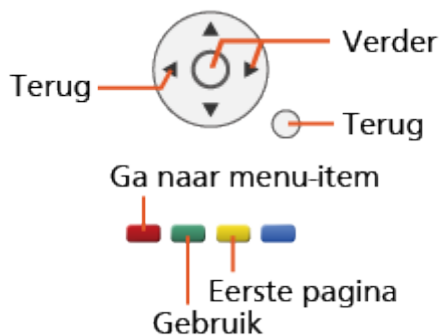 Verder
Terug
Terug
Ga naar menu-item
Eerste pagina
Gebruik